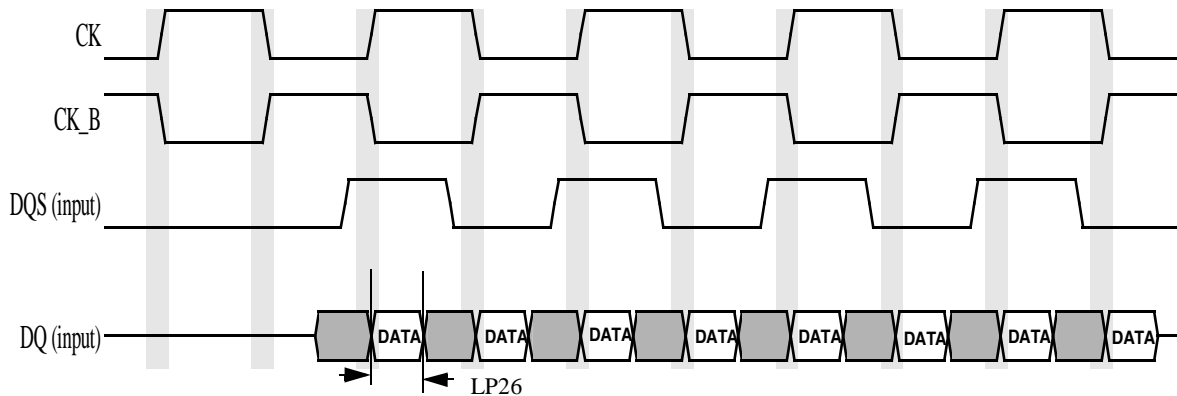 CK
CK_B
DQS (input)
DQ (input)
DATA DATA DATA DATA DATA DATA DATA DATA
LP26